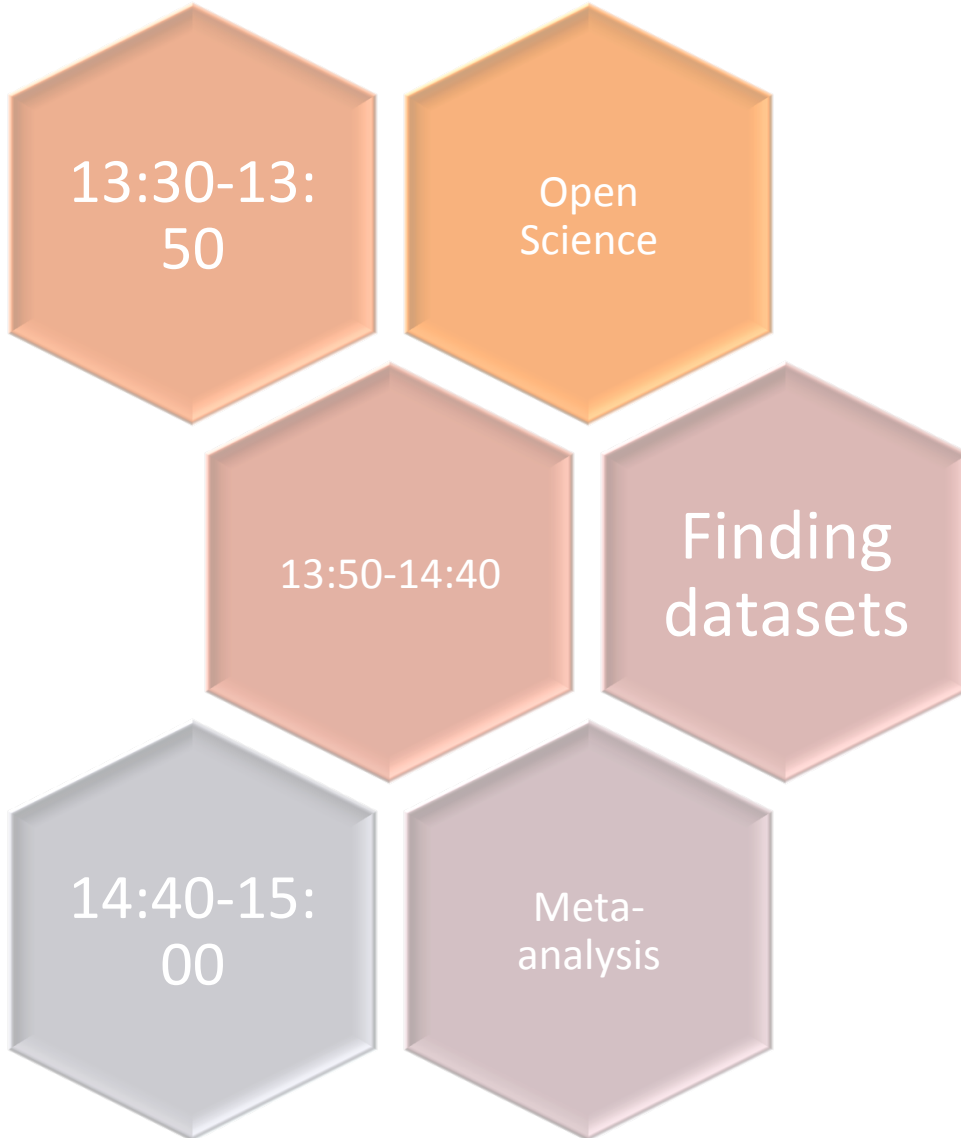 13:30-13:
50
Open
Science
13:50-14:40
Finding
datasets
14:40-15:
00
Meta-
analysis